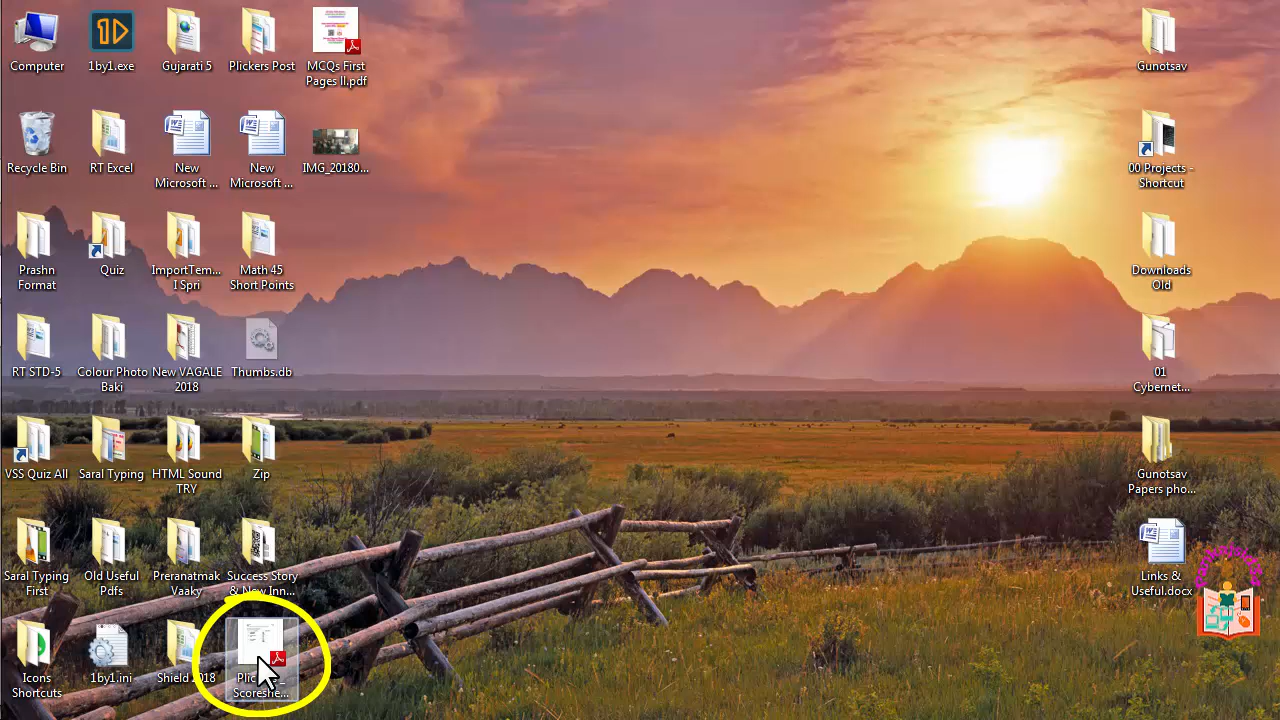 Computer
1by1.exe
Gujarati 5
Plickers Post
MCQs First
Pages II.pdf
Gunotsav
Recycle Bin
RT Excel
New
Microsoft ...
New
Microsoft ...
IMG_20180...
00 Projects -
Shortcut
Prashn
Format
Quiz
ImportTem...
I Spri
Math 45
Short Points
Downloads
Old
RT STD-5
Colour Photo
Baki
New VAGALE
2018
Thumbs.db
01
Cybernet...
VSS Quiz All
Saral Typing
HTML Sound
TRY
Zip
Gunotsav
Papers pho...
Saral Typing
First
Old Useful
Pdfs
Preranatmak
Vaaky
Success Story
& New Inn...
Links &
Useful.docx
Icons
Shortcuts
1by1.ini
Shield 2018
Scoreshe...